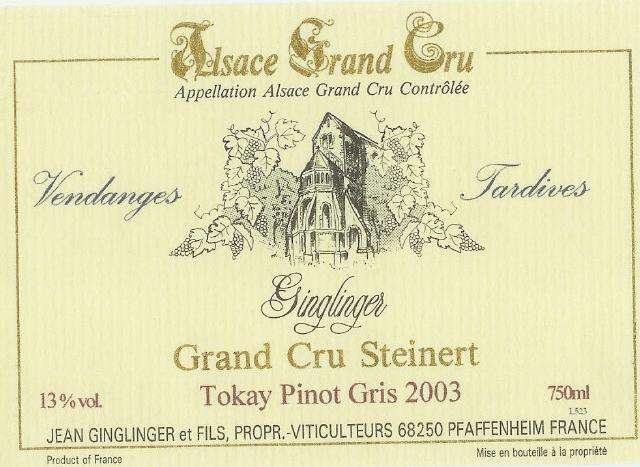 Alsace Grand Cru
Appellation Alsace Grand Cru Contrôlée
Vendanges Tardives
Ginglinger
Grand Cru Steinert
13% vol. Tokay Pinot Gris 2003 750ml
L523
JEAN GINGLINGER et FILS, PROPR.-VITICULTEURS 68250 PFAFFENHEIM FRANCE
Product of France Mise en bouteille à la propriété